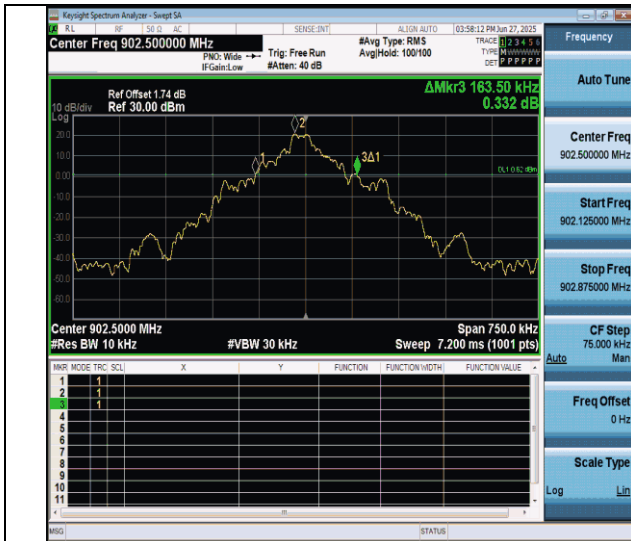 Keysight Spectrum Analyzer - Swept SA
RL RF 50 Ω AC SENSE:INT ALIGN AUTO 03:58:12 PM Jun 27, 2025
Center Freq 902.500000 MHz
PNO: Wide
IFGain:Low
Trig: Free Run
#Atten: 40 dB
#Avg Type: RMS
Avg|Hold: 100/100
TRACE 1 2 3 4 5 6
TYPE M W W W W W
DET P P P P P P
Ref Offset 1.74 dB
Ref 30.00 dBm
10 dB/div
Log
ΔMkr3 163.50 kHz
0.332 dB
20.0
10.0
0.00
-10.0
-20.0
-30.0
-40.0
-50.0
-60.0
1
2
3Δ1
Center 902.5000 MHz
#Res BW 10 kHz
#VBW 30 kHz
Span 750.0 kHz
Sweep 7.200 ms (1001 pts)
MKR MODE TRC SCL X Y FUNCTION FUNCTION WIDTH FUNCTION VALUE
1 1
2 1
3 1
4
5
6
7
8
9
10
11
MSG STATUS
Frequency
Auto Tune
Center Freq
902.500000 MHz
Start Freq
902.125000 MHz
Stop Freq
902.875000 MHz
CF Step
75.000 kHz
Auto Man
Freq Offset
0 Hz
Scale Type
Log Lin